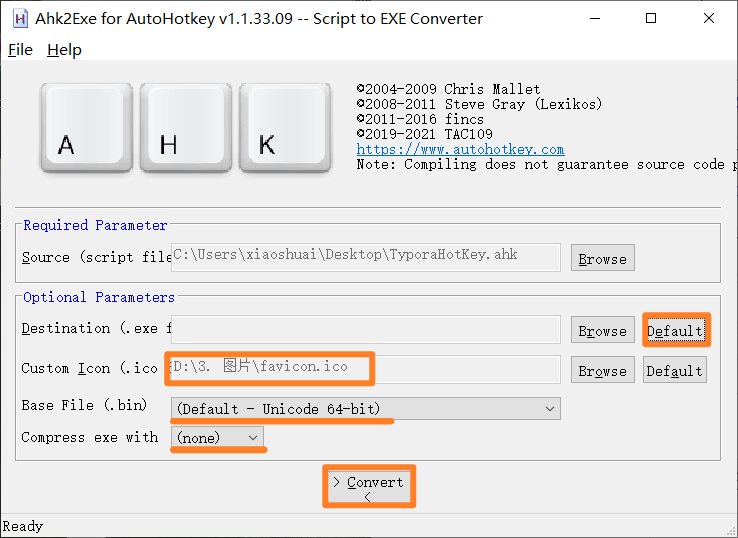 Ahk2Exe for AutoHotkey v1.1.33.09 -- Script to EXE Converter
File Help
A H K
©2004-2009 Chris Mallet
©2008-2011 Steve Gray (Lexikos)
©2011-2016 fincs
©2019-2021 TAC109
https://www.autohotkey.com
Note: Compiling does not guarantee source code p
Required Parameter
Source (script file C:\Users\xiaoshuai\Desktop\TyporaHotKey.ahk Browse
Optional Parameters
Destination (.exe f Browse Default
Custom Icon (.ico D:\3. 图片\favicon.ico Browse Default
Base File (.bin) (Default - Unicode 64-bit)
Compress exe with (none)
> Convert
<
Ready